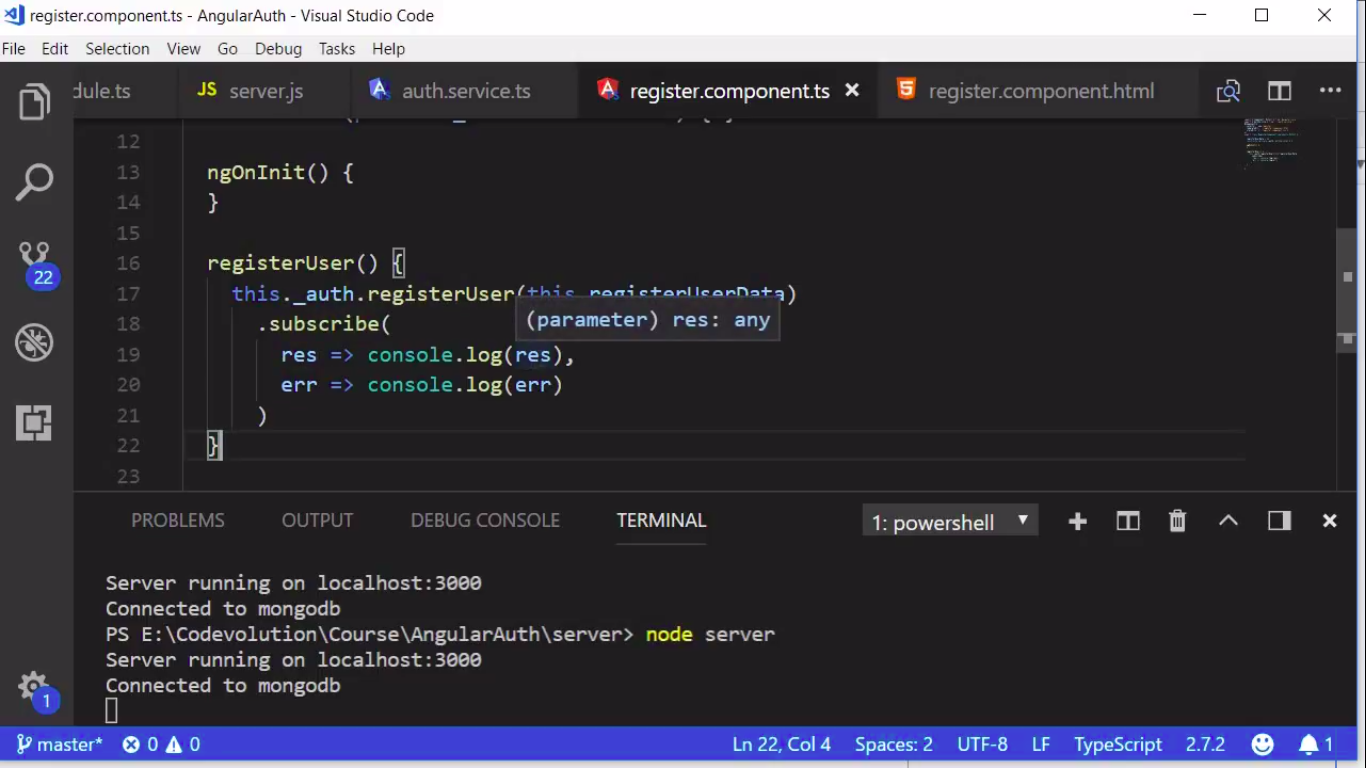 register.component.ts - AngularAuth - Visual Studio Code
File Edit Selection View Go Debug Tasks Help
dule.ts JS server.js auth.service.ts register.component.ts register.component.html
12
13 ngOnInit() {
14 }
15
16 registerUser() {
17 this._auth.registerUser(this.registerUserData)
(parameter) res: any
18 .subscribe(
19 res => console.log(res),
20 err => console.log(err)
21 )
22 }
23
22
PROBLEMS OUTPUT DEBUG CONSOLE TERMINAL 1: powershell
Server running on localhost:3000
Connected to mongodb
PS E:\Codevolution\Course\AngularAuth\server> node server
Server running on localhost:3000
Connected to mongodb
1
master* 0 0 Ln 22, Col 4 Spaces: 2 UTF-8 LF TypeScript 2.7.2 1